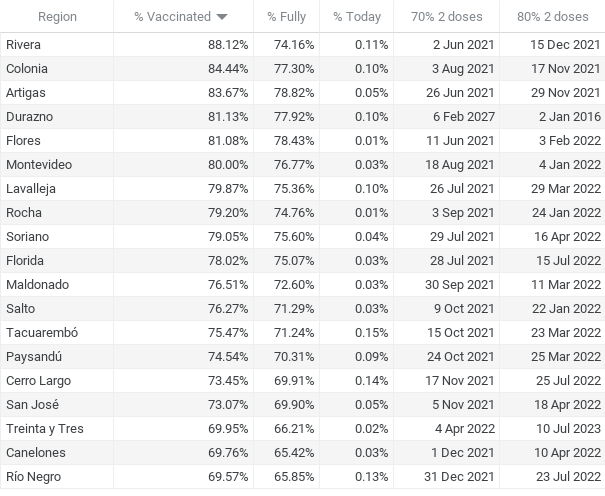 Region % Vaccinated % Fully % Today 70% 2 doses 80% 2 doses
Rivera 88.12% 74.16% 0.11% 2 Jun 2021 15 Dec 2021
Colonia 84.44% 77.30% 0.10% 3 Aug 2021 17 Nov 2021
Artigas 83.67% 78.82% 0.05% 26 Jun 2021 29 Nov 2021
Durazno 81.13% 77.92% 0.10% 6 Feb 2027 2 Jan 2016
Flores 81.08% 78.43% 0.01% 11 Jun 2021 3 Feb 2022
Montevideo 80.00% 76.77% 0.03% 18 Aug 2021 4 Jan 2022
Lavalleja 79.87% 75.36% 0.10% 26 Jul 2021 29 Mar 2022
Rocha 79.20% 74.76% 0.01% 3 Sep 2021 24 Jan 2022
Soriano 79.05% 75.60% 0.04% 29 Jul 2021 16 Apr 2022
Florida 78.02% 75.07% 0.03% 28 Jul 2021 15 Jul 2022
Maldonado 76.51% 72.60% 0.03% 30 Sep 2021 11 Mar 2022
Salto 76.27% 71.29% 0.03% 9 Oct 2021 22 Jan 2022
Tacuarembó 75.47% 71.24% 0.15% 15 Oct 2021 23 Mar 2022
Paysandú 74.54% 70.31% 0.09% 24 Oct 2021 25 Mar 2022
Cerro Largo 73.45% 69.91% 0.14% 17 Nov 2021 25 Jul 2022
San José 73.07% 69.90% 0.05% 5 Nov 2021 18 Apr 2022
Treinta y Tres 69.95% 66.21% 0.02% 4 Apr 2022 10 Jul 2023
Canelones 69.76% 65.42% 0.03% 1 Dec 2021 10 Apr 2022
Río Negro 69.57% 65.85% 0.13% 31 Dec 2021 23 Jul 2022